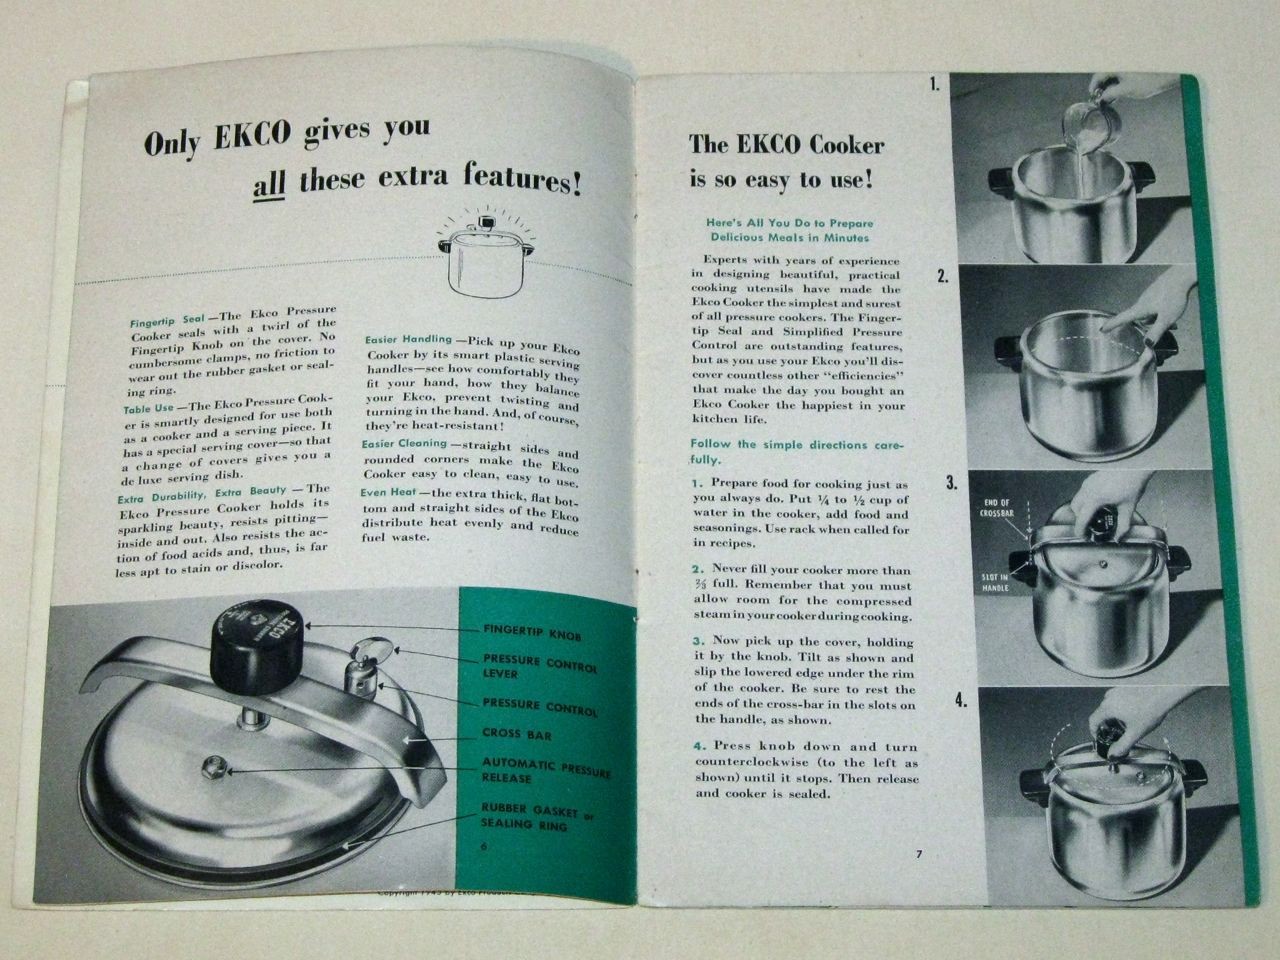 Only EKCO gives you
all these extra features!
Fingertip Seal—The Ekco Pressure
Cooker seals with a twirl of the
Fingertip Knob on the cover. No
cumbersome clamps, no friction to
wear out the rubber gasket or seal-
ing ring.
Table Use—The Ekco Pressure Cook-
er is smartly designed for use both
as a cooker and a serving piece. It
has a special serving cover—so that
a change of covers gives you a
de luxe serving dish.
Extra Durability, Extra Beauty—The
Ekco Pressure Cooker holds its
sparkling beauty, resists pitting—
inside and out. Also resists the ac-
tion of food acids and, thus, is far
less apt to stain or discolor.
Easier Handling—Pick up your Ekco
Cooker by its smart plastic serving
handles—see how comfortably they
fit your hand, how they balance
your Ekco, prevent twisting and
turning in the hand. And, of course,
they're heat-resistant!
Easier Cleaning—straight sides and
rounded corners make the Ekco
Cooker easy to clean, easy to use.
Even Heat—the extra thick, flat bot-
tom and straight sides of the Ekco
distribute heat evenly and reduce
fuel waste.
EKCO
FINGERTIP KNOB
PRESSURE CONTROL
LEVER
PRESSURE CONTROL
CROSS BAR
AUTOMATIC PRESSURE
RELEASE
RUBBER GASKET or
SEALING RING
6
Copyright 1945 by Ekco Products
The EKCO Cooker
is so easy to use!
Here's All You Do to Prepare
Delicious Meals in Minutes
Experts with years of experience
in designing beautiful, practical
cooking utensils have made the
Ekco Cooker the simplest and surest
of all pressure cookers. The Finger-
tip Seal and Simplified Pressure
Control are outstanding features,
but as you use your Ekco you'll dis-
cover countless other "efficiencies"
that make the day you bought an
Ekco Cooker the happiest in your
kitchen life.
Follow the simple directions care-
fully.
1. Prepare food for cooking just as
you always do. Put ¼ to ½ cup of
water in the cooker, add food and
seasonings. Use rack when called for
in recipes.
2. Never fill your cooker more than
⅔ full. Remember that you must
allow room for the compressed
steam in your cooker during cooking.
3. Now pick up the cover, holding
it by the knob. Tilt as shown and
slip the lowered edge under the rim
of the cooker. Be sure to rest the
ends of the cross-bar in the slots on
the handle, as shown.
4. Press knob down and turn
counterclockwise (to the left as
shown) until it stops. Then release
and cooker is sealed.
7
1.
2.
3.
END OF
CROSSBAR
SLOT IN
HANDLE
4.